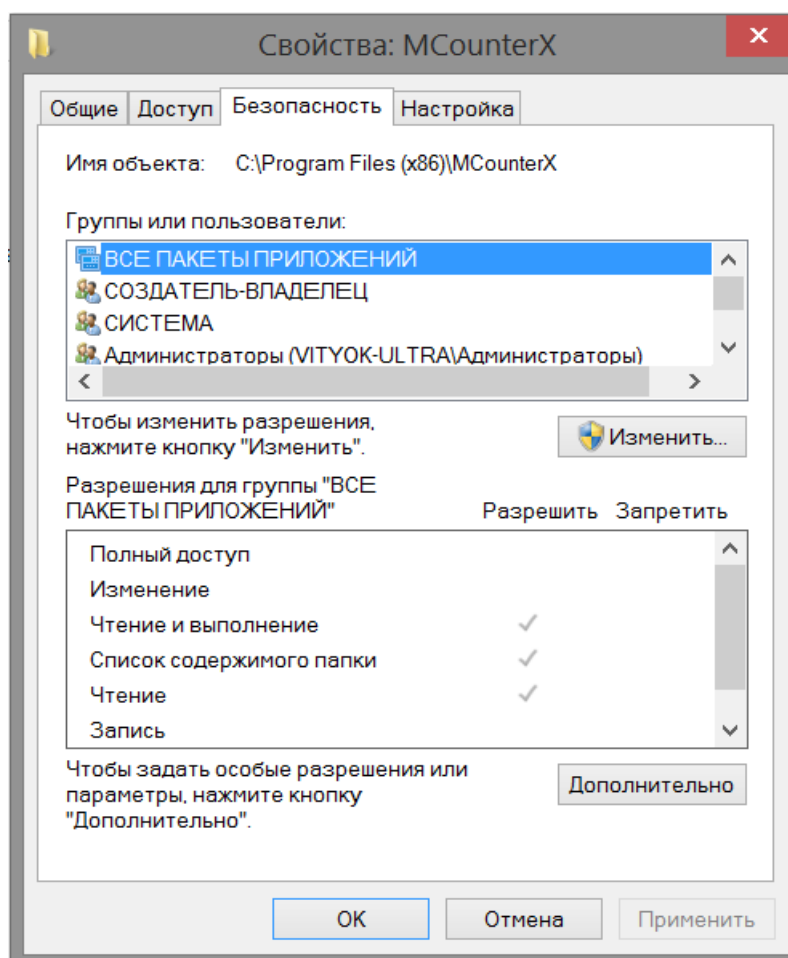 Свойства: MCounterX
Общие Доступ Безопасность Настройка
Имя объекта: C:\Program Files (x86)\MCounterX
Группы или пользователи:
ВСЕ ПАКЕТЫ ПРИЛОЖЕНИЙ
СОЗДАТЕЛЬ-ВЛАДЕЛЕЦ
СИСТЕМА
Администраторы (VITYOK-ULTRA\Администраторы)
Чтобы изменить разрешения,
нажмите кнопку "Изменить".
Изменить...
Разрешения для группы "ВСЕ
ПАКЕТЫ ПРИЛОЖЕНИЙ"
Разрешить Запретить
Полный доступ
Изменение
Чтение и выполнение
Список содержимого папки
Чтение
Запись
Чтобы задать особые разрешения или
параметры, нажмите кнопку
"Дополнительно".
Дополнительно
OK Отмена Применить